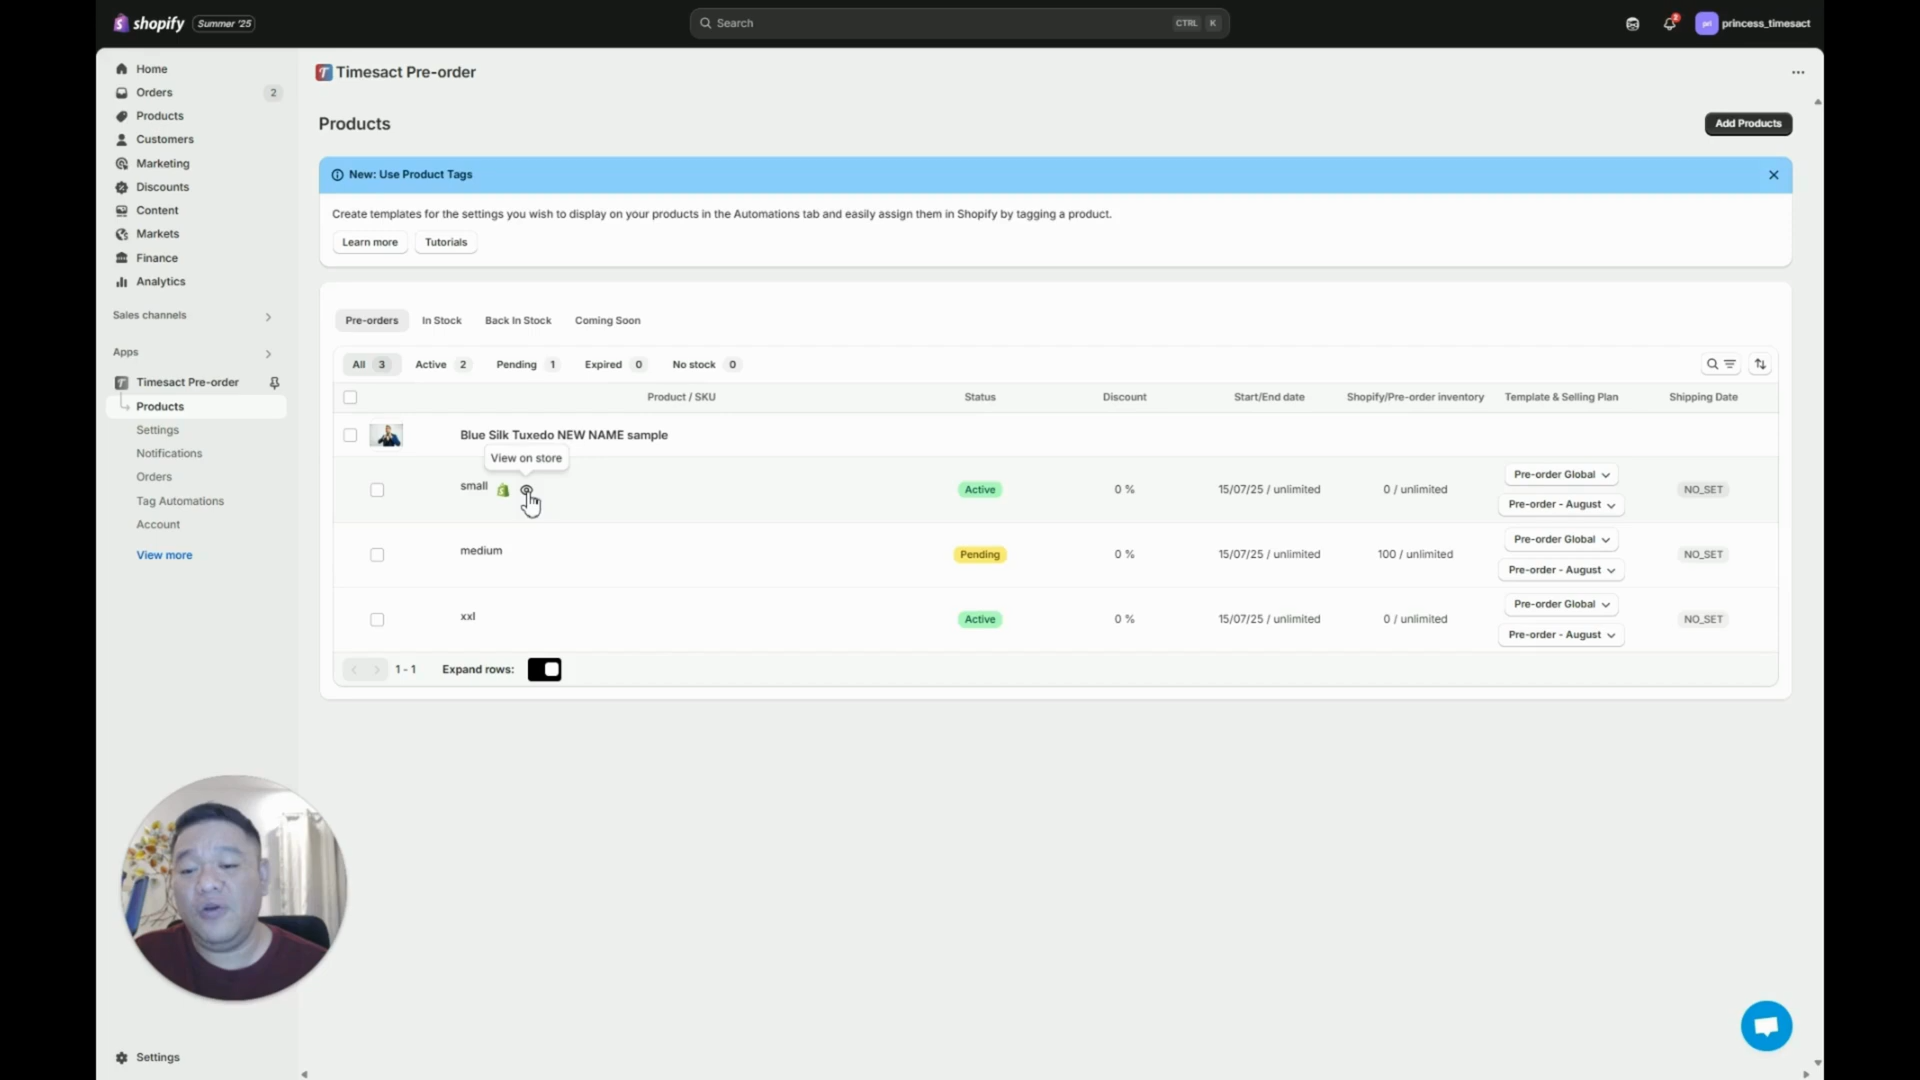 shopify
Summer '25
Search
CTRL K
2
pri
princess_timesact
Home
Orders 2
Products
Customers
Marketing
Discounts
Content
Markets
Finance
Analytics
Sales channels
Apps
Timesact Pre-order
Products
Settings
Notifications
Orders
Tag Automations
Account
View more
Settings
Timesact Pre-order
Products
Add Products
New: Use Product Tags
Create templates for the settings you wish to display on your products in the Automations tab and easily assign them in Shopify by tagging a product.
Learn more
Tutorials
Pre-orders In Stock Back In Stock Coming Soon
All 3 Active 2 Pending 1 Expired 0 No stock 0
Product / SKU Status Discount Start/End date Shopify/Pre-order inventory Template & Selling Plan Shipping Date
Blue Silk Tuxedo NEW NAME sample
View on store
small Active 0 % 15/07/25 / unlimited 0 / unlimited Pre-order Global NO_SET
Pre-order - August
medium Pending 0 % 15/07/25 / unlimited 100 / unlimited Pre-order Global NO_SET
Pre-order - August
xxl Active 0 % 15/07/25 / unlimited 0 / unlimited Pre-order Global NO_SET
Pre-order - August
1 - 1 Expand rows: